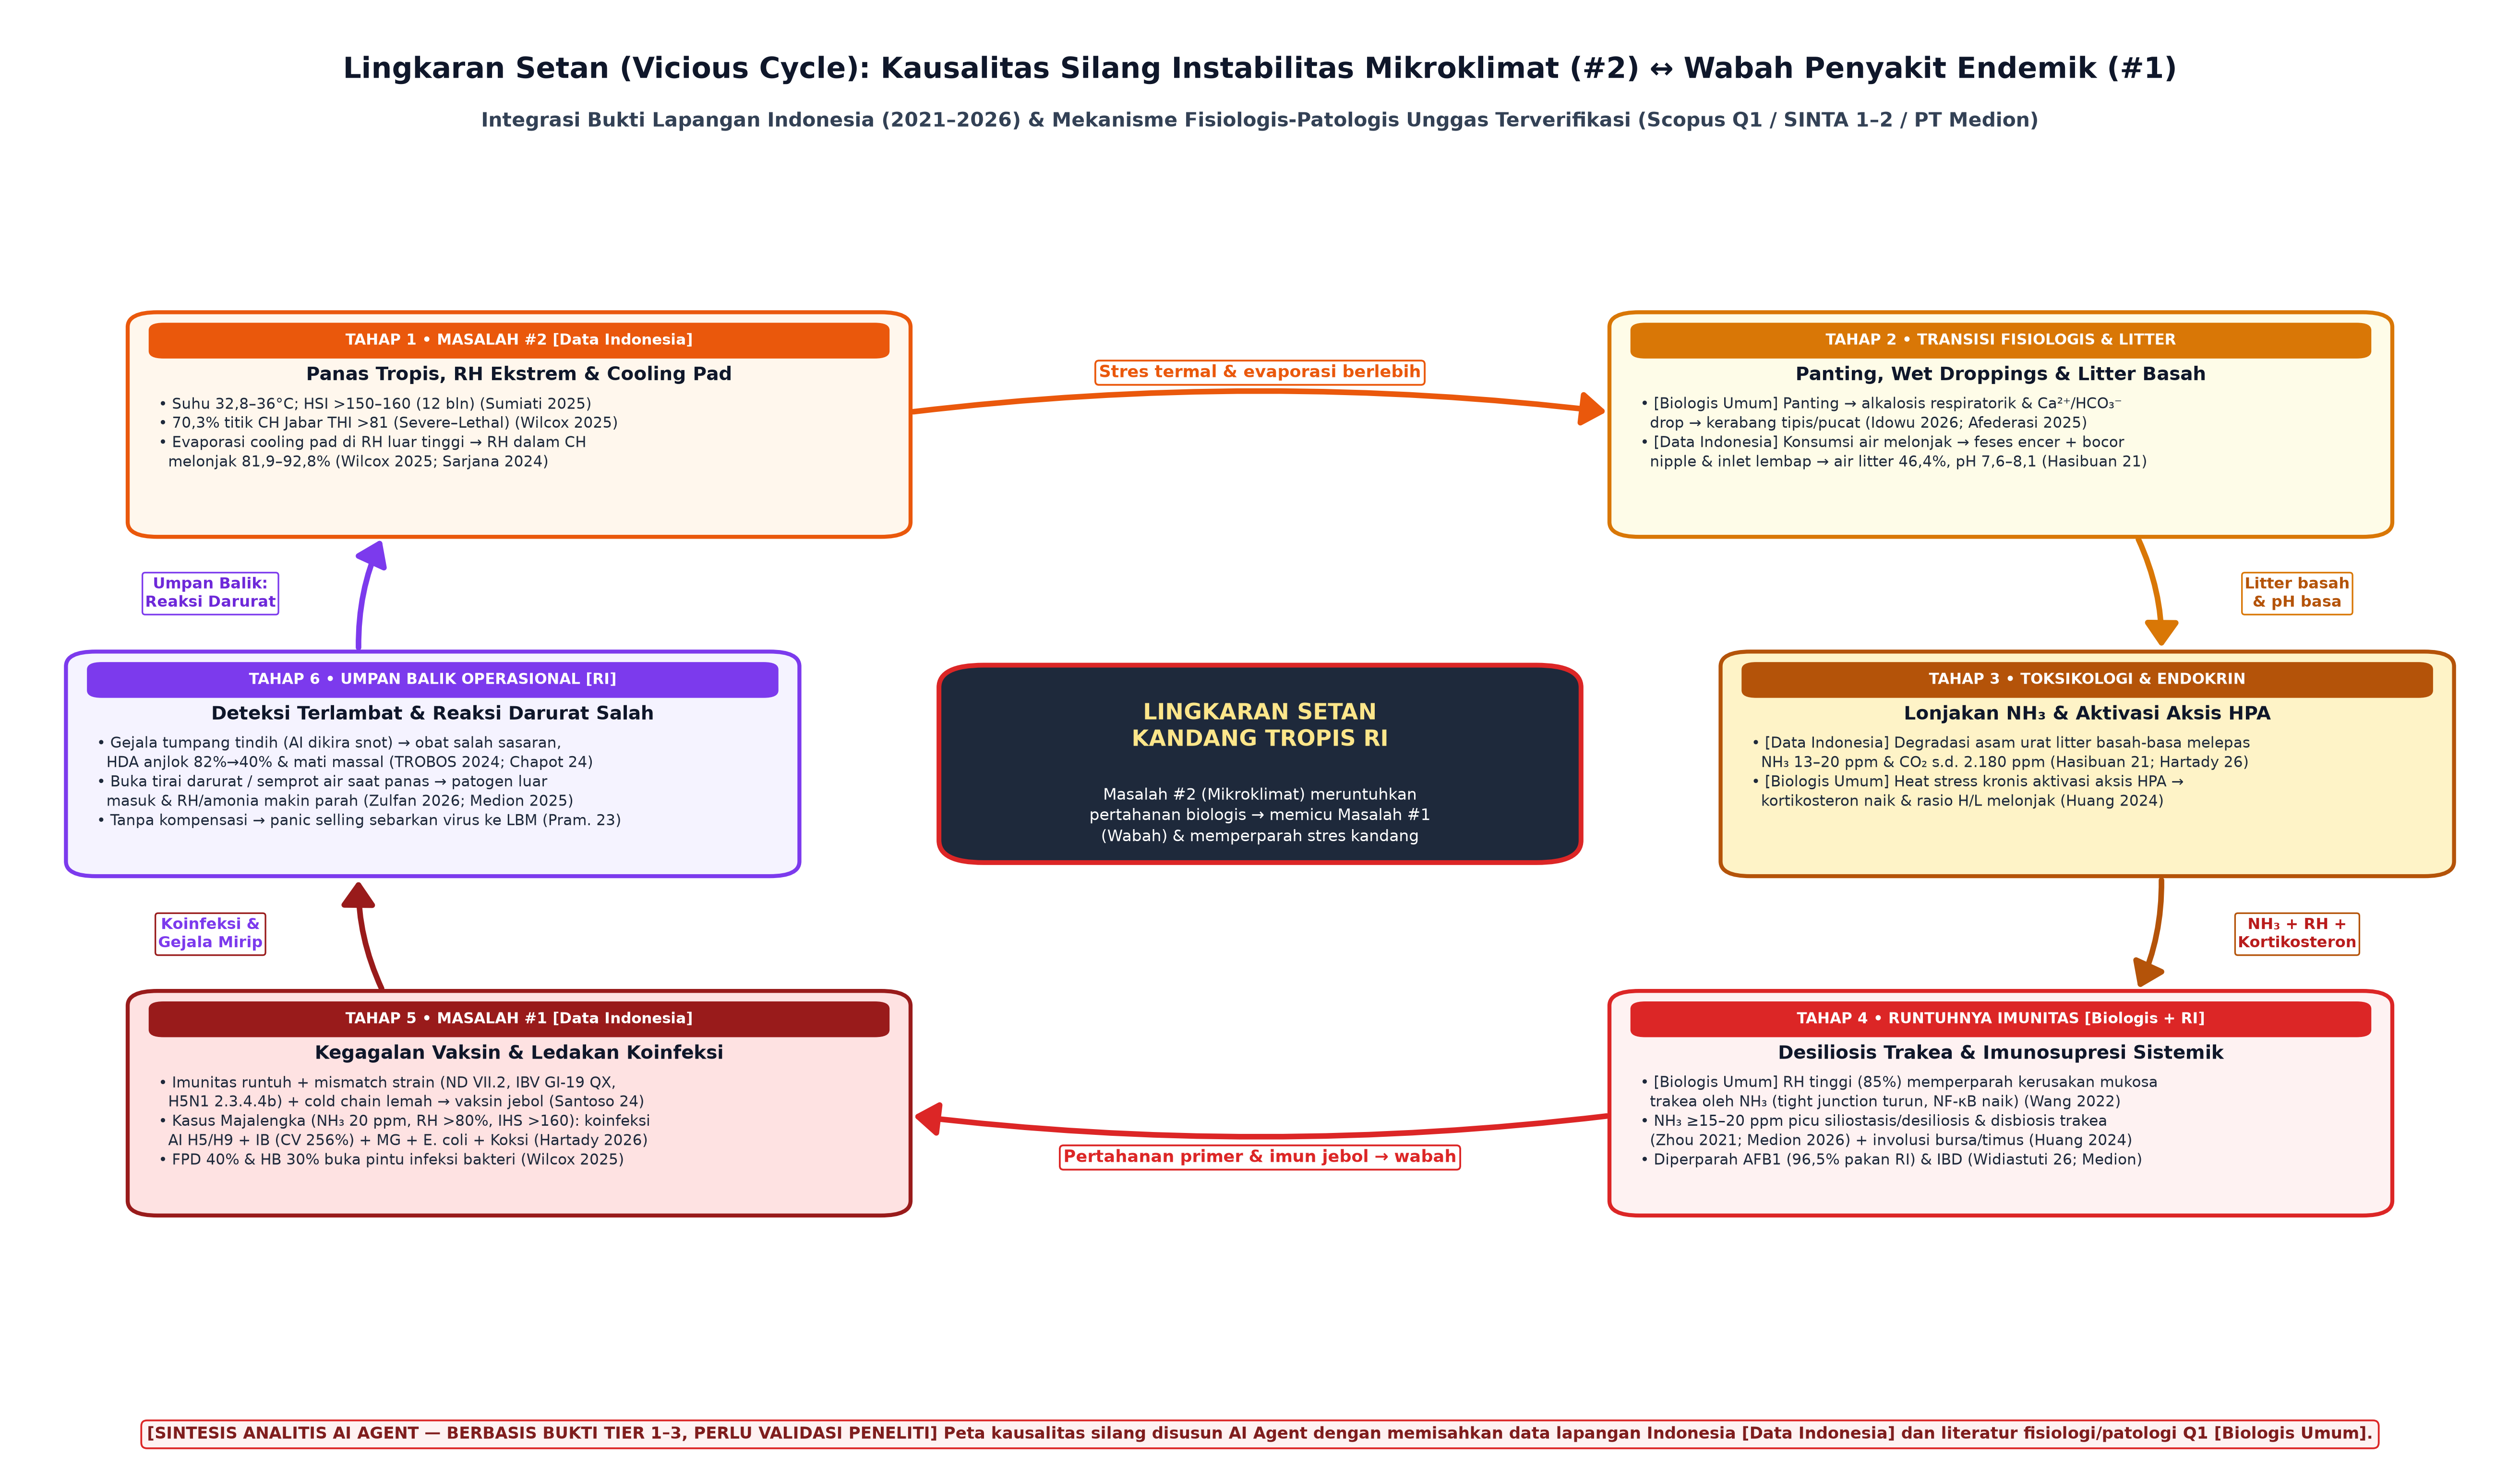 Lingkaran Setan (Vicious Cycle): Kausalitas Silang Instabilitas Mikroklimat (#2) ↔ Wabah Penyakit Endemik (#1)
Integrasi Bukti Lapangan Indonesia (2021–2026) & Mekanisme Fisiologis-Patologis Unggas Terverifikasi (Scopus Q1 / SINTA 1–2 / PT Medion)
TAHAP 1 • MASALAH #2 [Data Indonesia]
Panas Tropis, RH Ekstrem & Cooling Pad
• Suhu 32,8–36°C; HSI >150–160 (12 bln) (Sumiati 2025)
• 70,3% titik CH Jabar THI >81 (Severe–Lethal) (Wilcox 2025)
• Evaporasi cooling pad di RH luar tinggi → RH dalam CH
melonjak 81,9–92,8% (Wilcox 2025; Sarjana 2024)
Stres termal & evaporasi berlebih
TAHAP 2 • TRANSISI FISIOLOGIS & LITTER
Panting, Wet Droppings & Litter Basah
• [Biologis Umum] Panting → alkalosis respiratorik & Ca²⁺/HCO₃⁻
drop → kerabang tipis/pucat (Idowu 2026; Afederasi 2025)
• [Data Indonesia] Konsumsi air melonjak → feses encer + bocor
nipple & inlet lembap → air litter 46,4%, pH 7,6–8,1 (Hasibuan 21)
Litter basah
& pH basa
TAHAP 3 • TOKSIKOLOGI & ENDOKRIN
Lonjakan NH₃ & Aktivasi Aksis HPA
• [Data Indonesia] Degradasi asam urat litter basah-basa melepas
NH₃ 13–20 ppm & CO₂ s.d. 2.180 ppm (Hasibuan 21; Hartady 26)
• [Biologis Umum] Heat stress kronis aktivasi aksis HPA →
kortikosteron naik & rasio H/L melonjak (Huang 2024)
NH₃ + RH +
Kortikosteron
TAHAP 4 • RUNTUHNYA IMUNITAS [Biologis + RI]
Desiliosis Trakea & Imunosupresi Sistemik
• [Biologis Umum] RH tinggi (85%) memperparah kerusakan mukosa
trakea oleh NH₃ (tight junction turun, NF-κB naik) (Wang 2022)
• NH₃ ≥15–20 ppm picu siliostasis/desiliosis & disbiosis trakea
(Zhou 2021; Medion 2026) + involusi bursa/timus (Huang 2024)
• Diperparah AFB1 (96,5% pakan RI) & IBD (Widiastuti 26; Medion)
Pertahanan primer & imun jebol → wabah
TAHAP 5 • MASALAH #1 [Data Indonesia]
Kegagalan Vaksin & Ledakan Koinfeksi
• Imunitas runtuh + mismatch strain (ND VII.2, IBV GI-19 QX,
H5N1 2.3.4.4b) + cold chain lemah → vaksin jebol (Santoso 24)
• Kasus Majalengka (NH₃ 20 ppm, RH >80%, IHS >160): koinfeksi
AI H5/H9 + IB (CV 256%) + MG + E. coli + Koksi (Hartady 2026)
• FPD 40% & HB 30% buka pintu infeksi bakteri (Wilcox 2025)
Koinfeksi &
Gejala Mirip
TAHAP 6 • UMPAN BALIK OPERASIONAL [RI]
Deteksi Terlambat & Reaksi Darurat Salah
• Gejala tumpang tindih (AI dikira snot) → obat salah sasaran,
HDA anjlok 82%→40% & mati massal (TROBOS 2024; Chapot 24)
• Buka tirai darurat / semprot air saat panas → patogen luar
masuk & RH/amonia makin parah (Zulfan 2026; Medion 2025)
• Tanpa kompensasi → panic selling sebarkan virus ke LBM (Pram. 23)
Umpan Balik:
Reaksi Darurat
LINGKARAN SETAN
KANDANG TROPIS RI
Masalah #2 (Mikroklimat) meruntuhkan
pertahanan biologis → memicu Masalah #1
(Wabah) & memperparah stres kandang
[SINTESIS ANALITIS AI AGENT — BERBASIS BUKTI TIER 1–3, PERLU VALIDASI PENELITI] Peta kausalitas silang disusun AI Agent dengan memisahkan data lapangan Indonesia [Data Indonesia] dan literatur fisiologi/patologi Q1 [Biologis Umum].